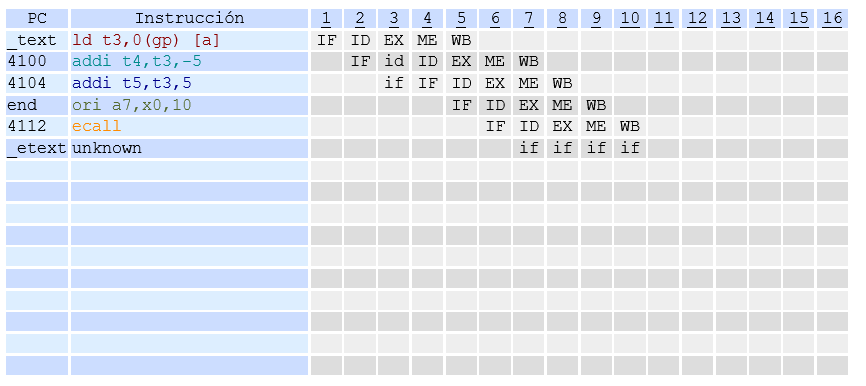 PC Instrucción 1 2 3 4 5 6 7 8 9 10 11 12 13 14 15 16
_text ld t3,0(gp) [a] IF ID EX ME WB
4100 addi t4,t3,-5 IF id ID EX ME WB
4104 addi t5,t3,5 if IF ID EX ME WB
end ori a7,x0,10 IF ID EX ME WB
4112 ecall IF ID EX ME WB
_etext unknown if if if if